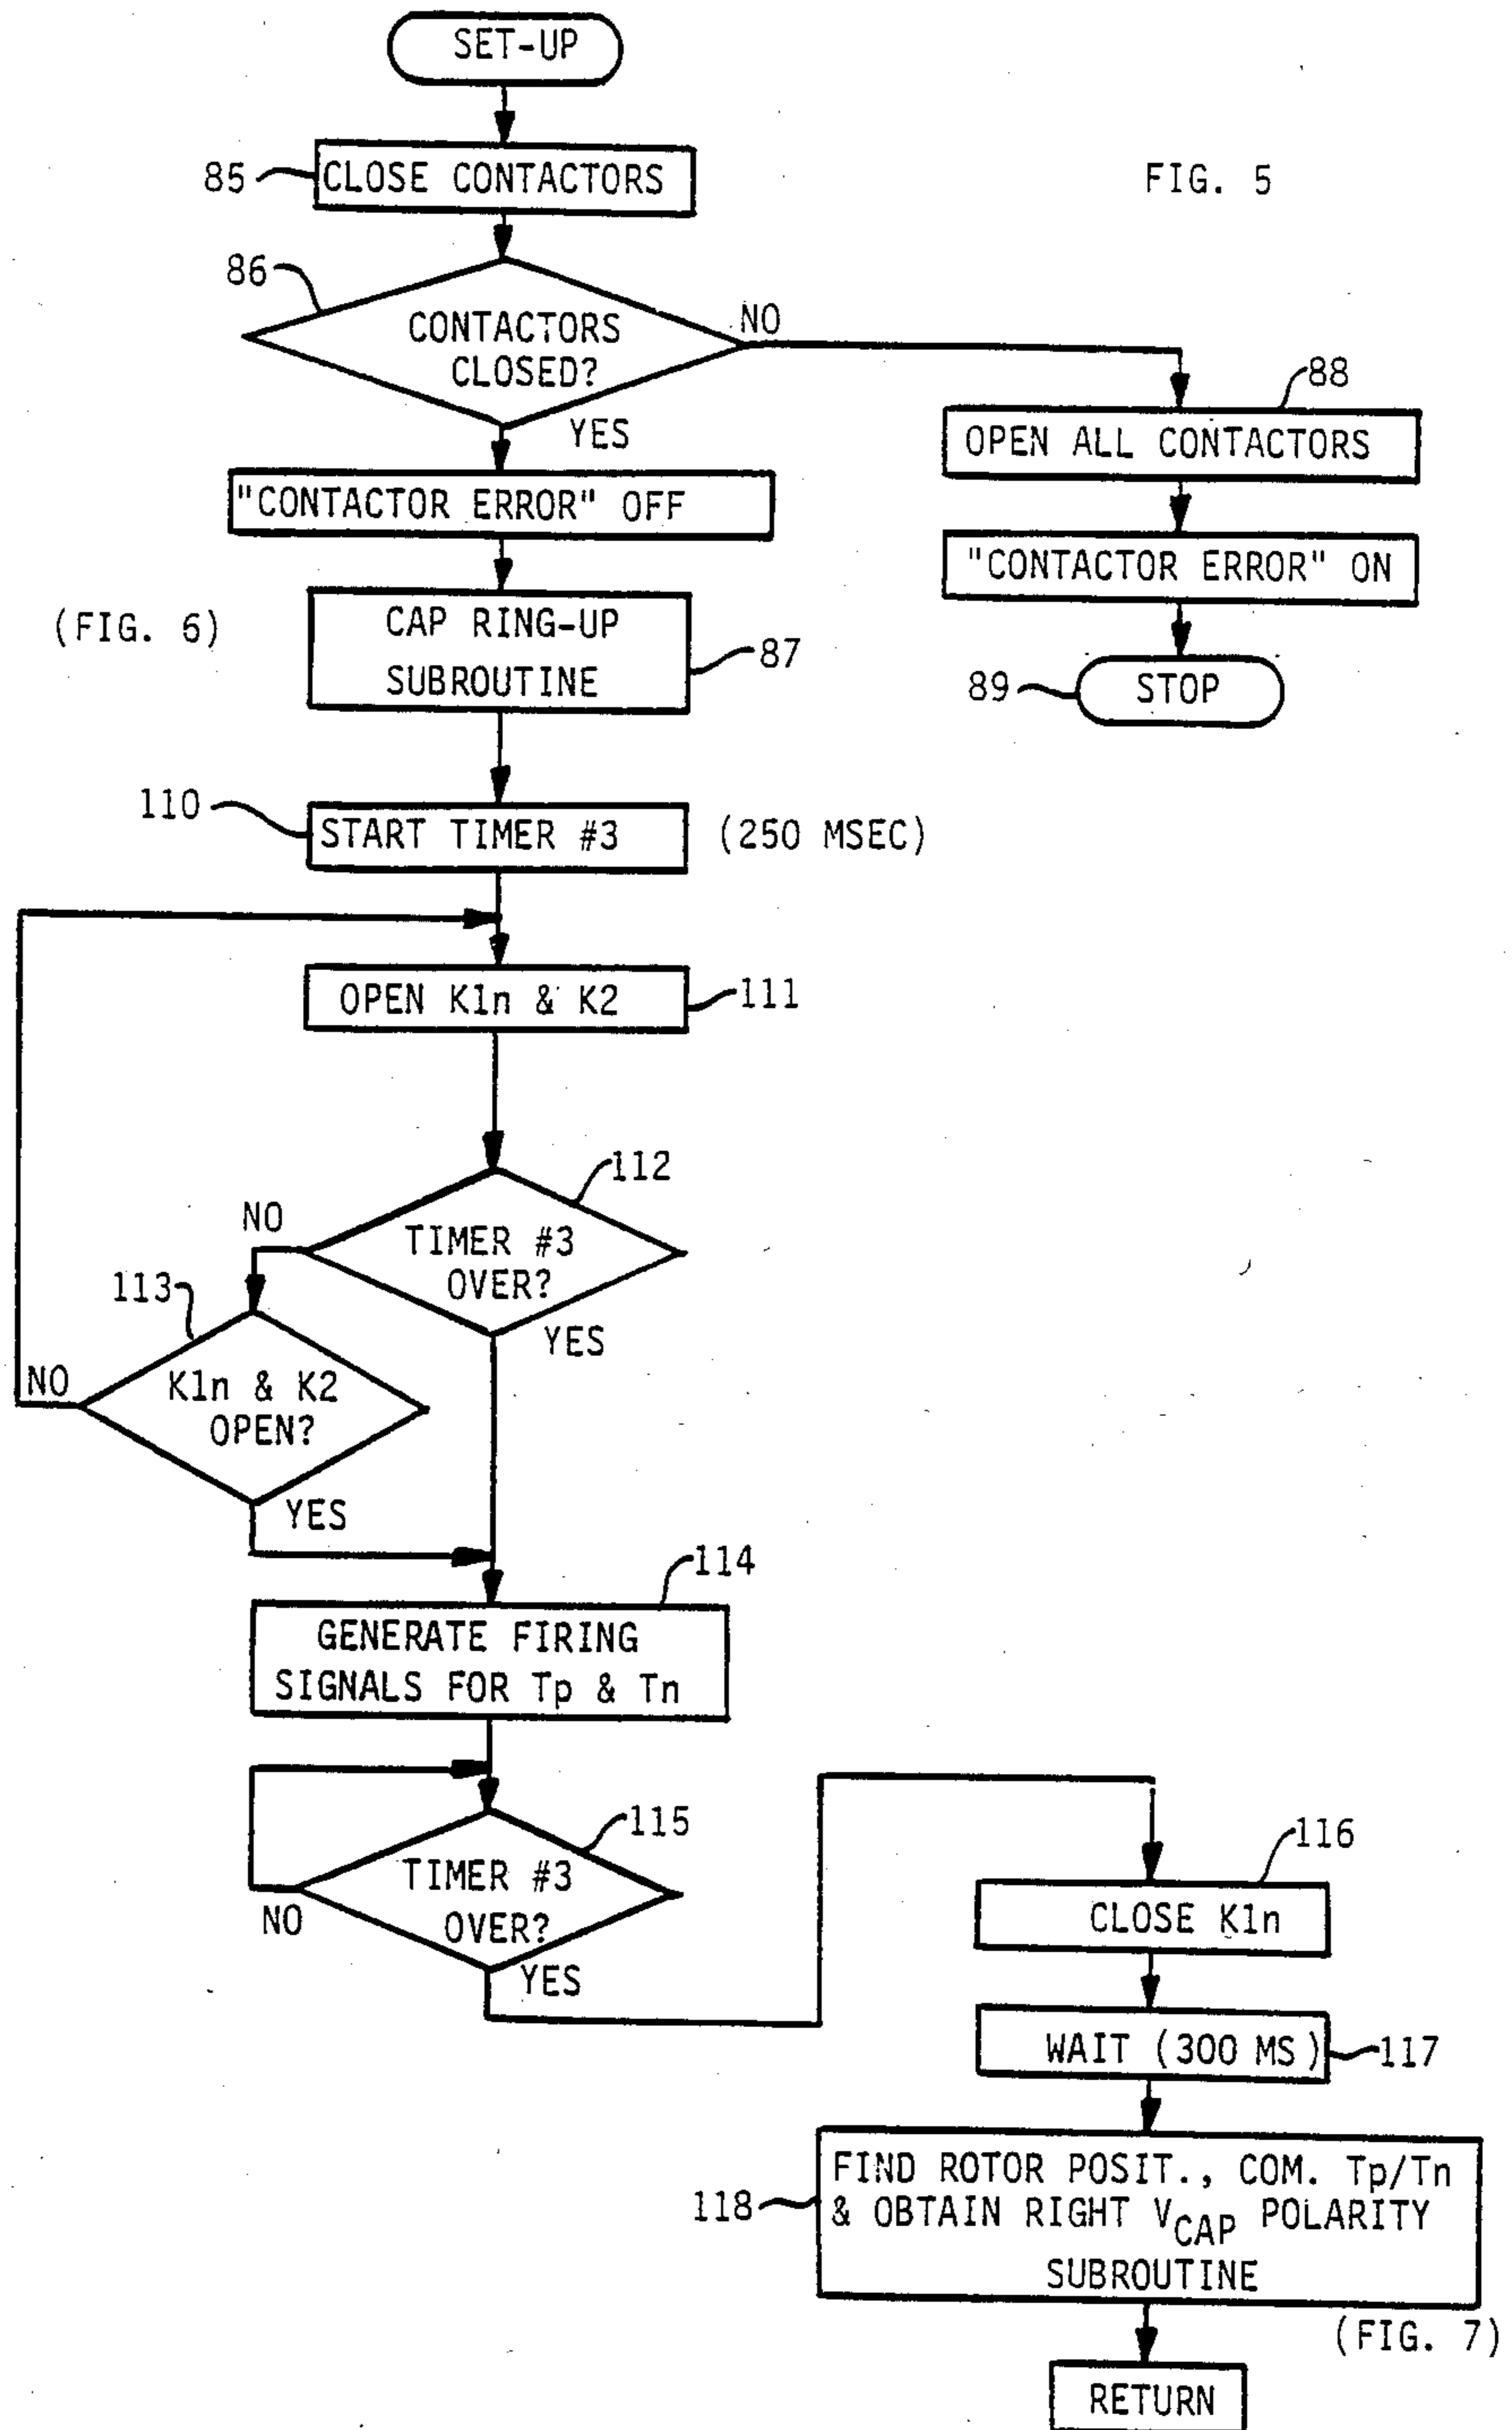 SET-UP
85
CLOSE CONTACTORS
FIG. 5
86
CONTACTORS
CLOSED?
NO
YES
88
OPEN ALL CONTACTORS
"CONTACTOR ERROR" OFF
"CONTACTOR ERROR" ON
(FIG. 6)
CAP RING-UP
SUBROUTINE
87
89
STOP
110
START TIMER #3
(250 MSEC)
OPEN K1n & K2
111
112
NO
TIMER #3
OVER?
YES
113
NO
K1n & K2
OPEN?
YES
114
GENERATE FIRING
SIGNALS FOR Tp & Tn
115
TIMER #3
OVER?
NO
YES
116
CLOSE K1n
WAIT (300 MS)
117
118
FIND ROTOR POSIT., COM. Tp/Tn
& OBTAIN RIGHT VCAP POLARITY
SUBROUTINE
(FIG. 7)
RETURN